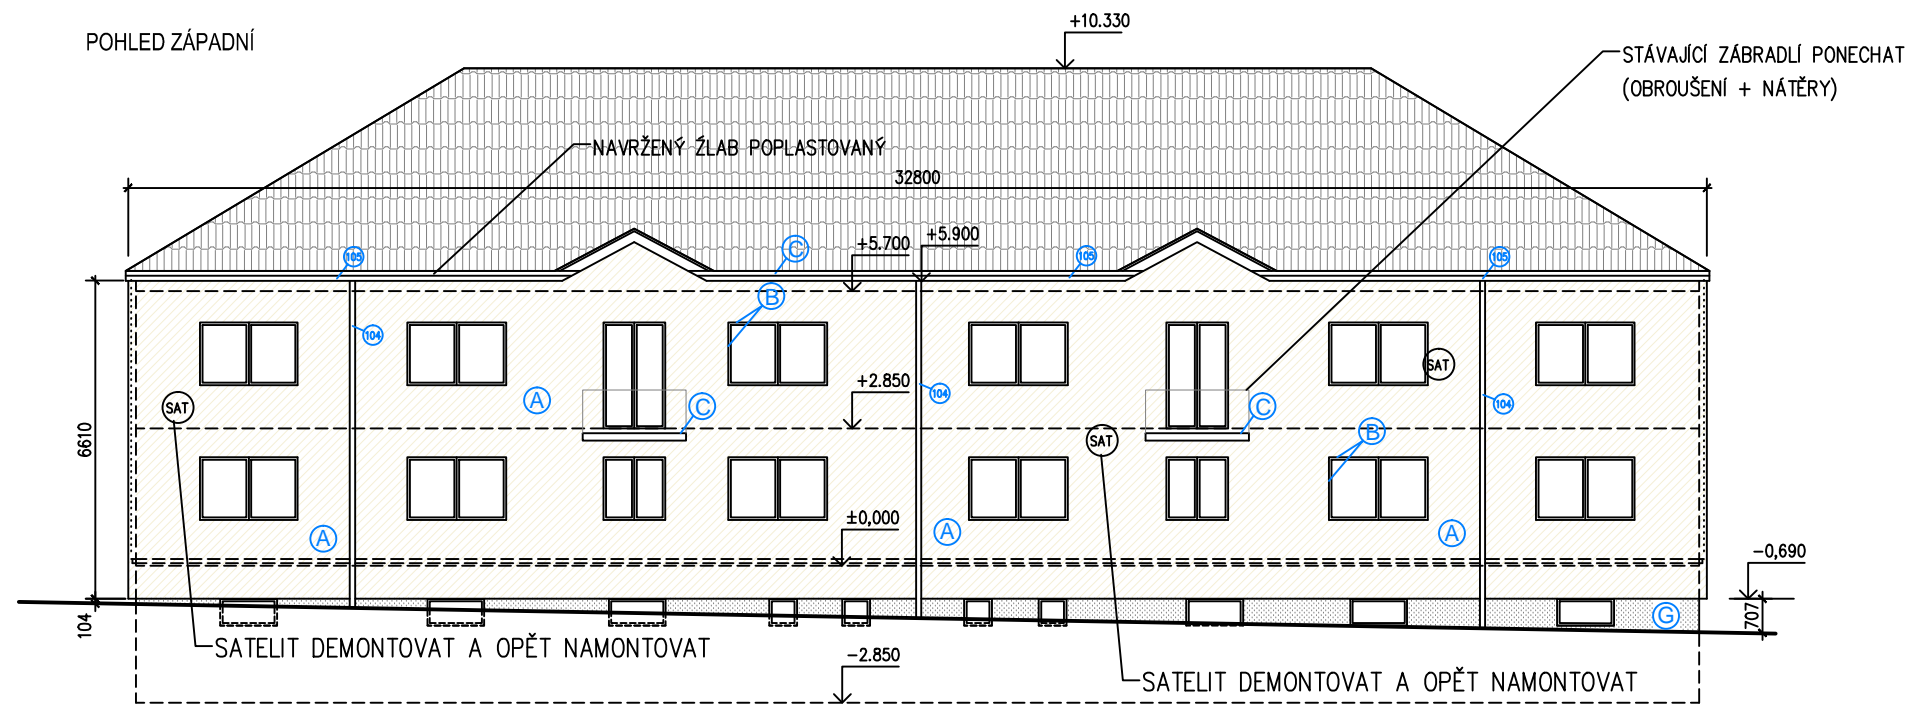 POHLED ZÁPADNÍ
+10.330
STÁVAJÍCÍ ZÁBRADLÍ PONECHAT
(OBROUŠENÍ + NÁTĚRY)
NAVRŽENÝ ŽLAB POPLASTOVANÝ
32800
+5.700
+5.900
105
C
105
105
B
104
SAT
+2.850
A
C
104
SAT
C
104
6610
SAT
B
±0,000
A
A
A
-0,690
104
707
G
SATELIT DEMONTOVAT A OPĚT NAMONTOVAT
-2.850
SATELIT DEMONTOVAT A OPĚT NAMONTOVAT